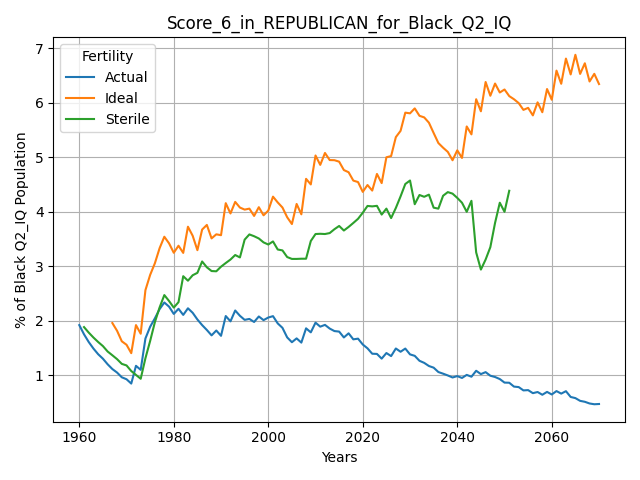 Score_6_in_REPUBLICAN_for_Black_Q2_IQ
% of Black Q2_IQ Population
7
6
5
4
3
2
1
Fertility
Actual
Ideal
Sterile
1960
1980
2000
2020
2040
2060
Years